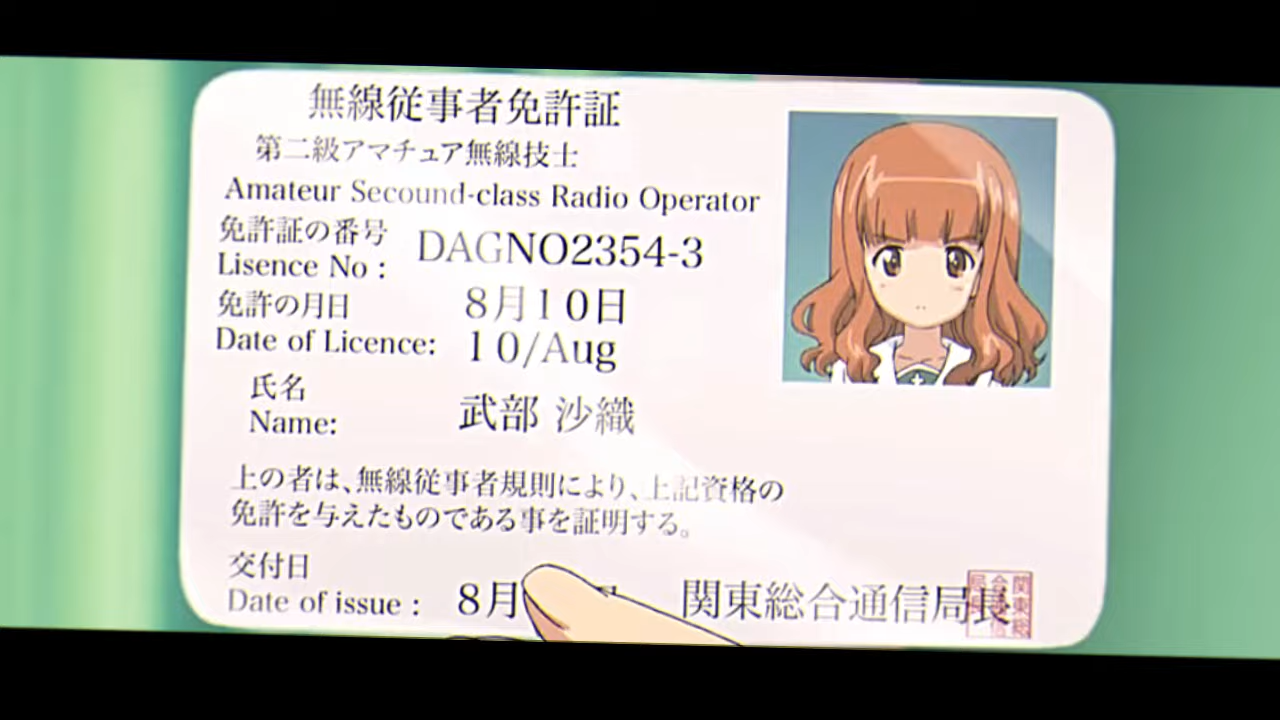 無線従事者免許証
第二級アマチュア無線技士
Amateur Secound-class Radio Operator
免許証の番号
Lisence No : DAGNO2354-3
免許の月日 8月10日
Date of Licence: 10/Aug
氏名
Name: 武部 沙織
上の者は、無線従事者規則により、上記資格の
免許を与えたものである事を証明する。
交付日
Date of issue : 8月 関東総合通信局長